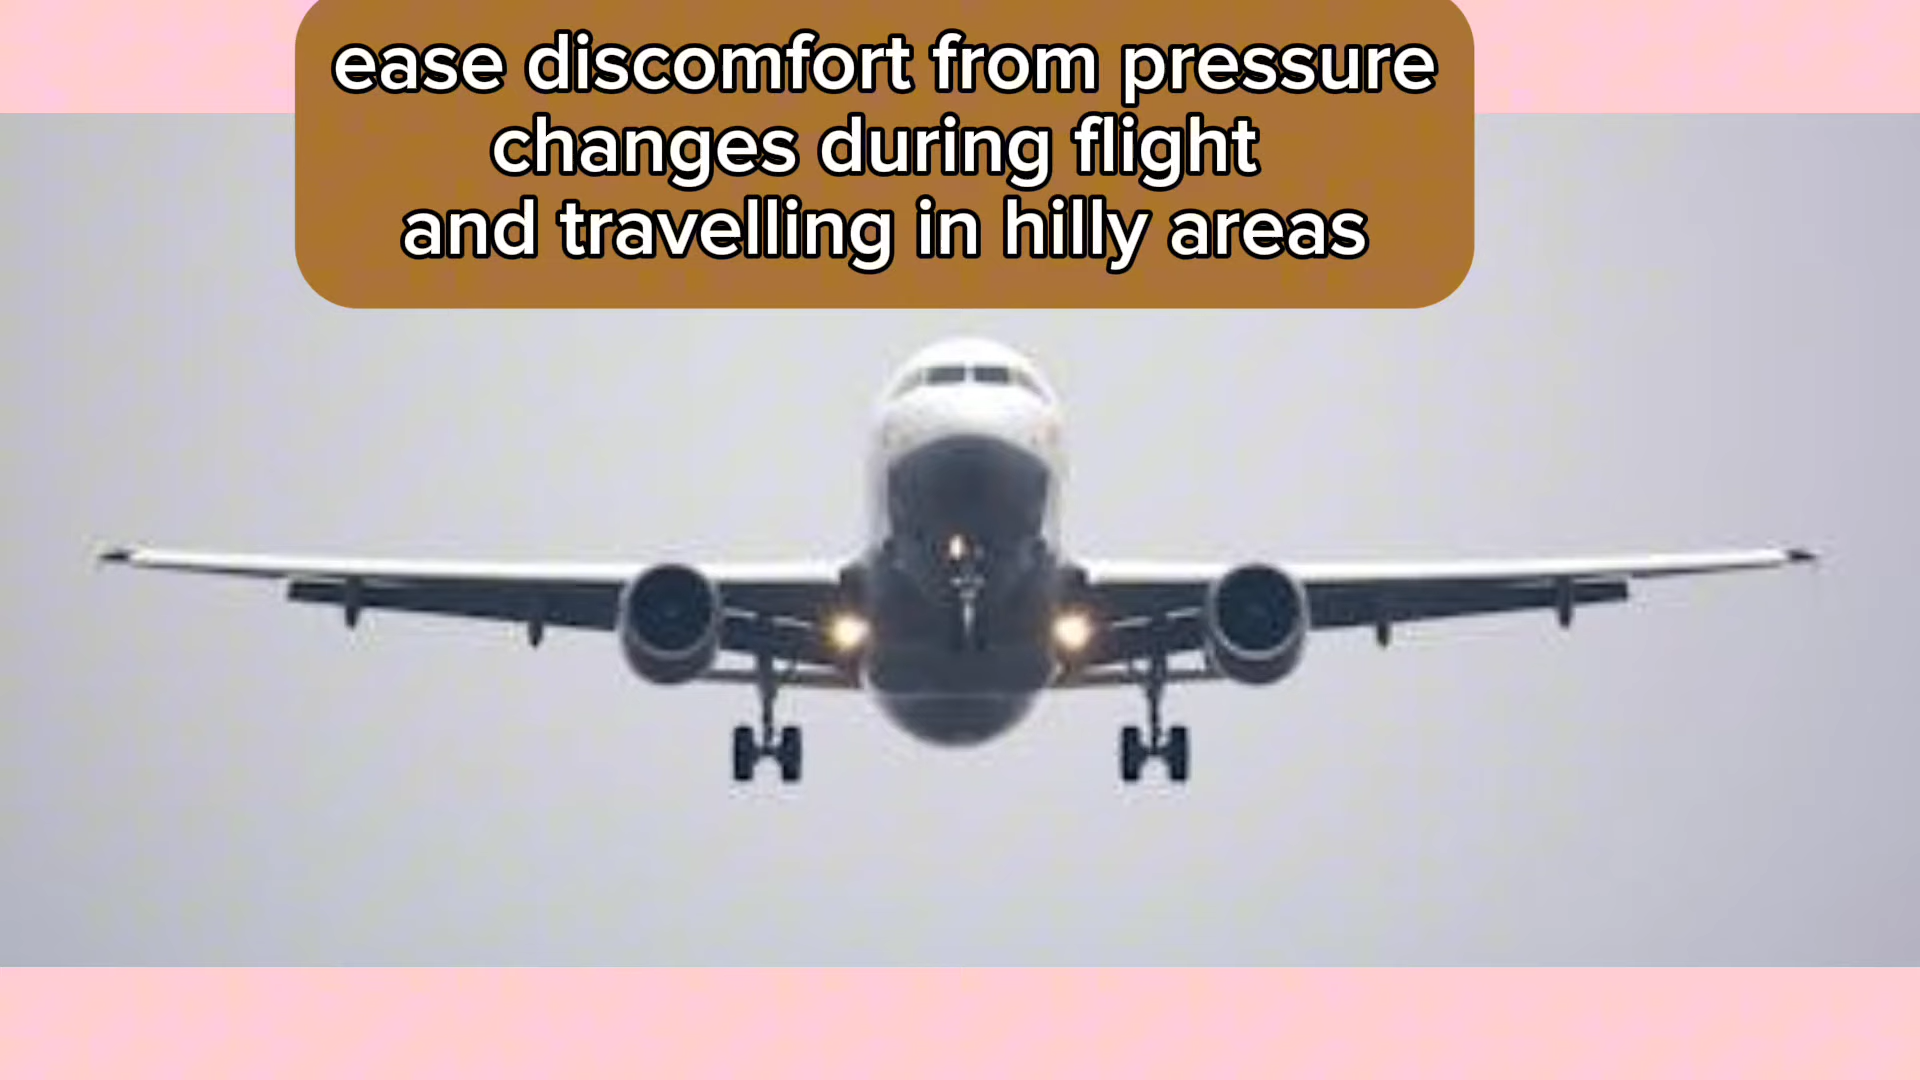 ease discomfort from pressure
changes during flight
and travelling in hilly areas